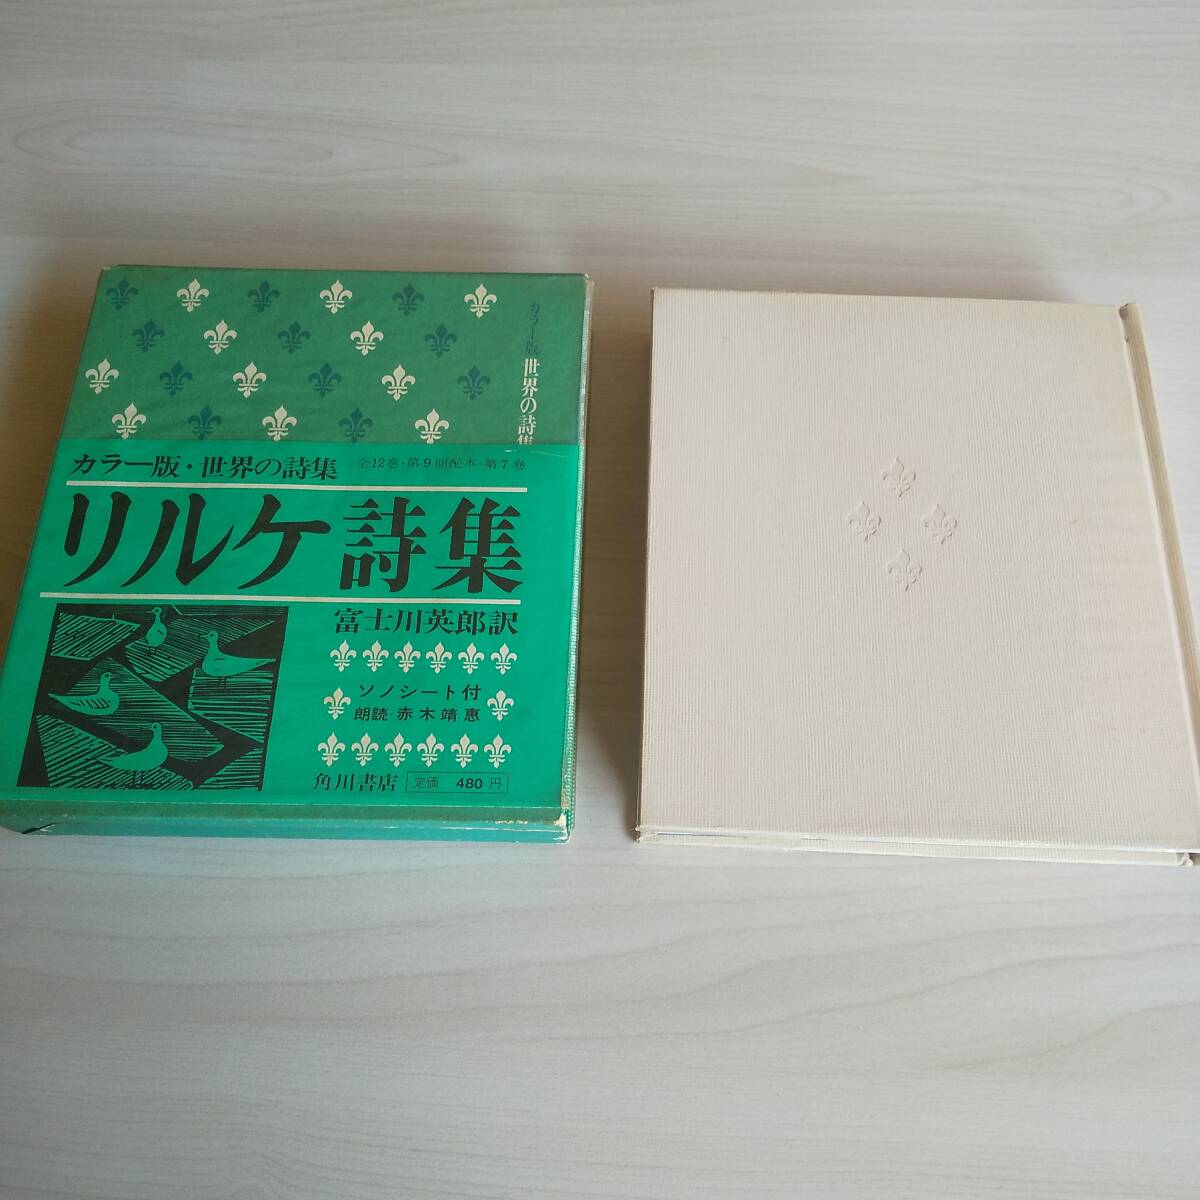 カラー版 世界の詩集
カラー版・世界の詩集 全12巻・第9回配本・第7巻
リルケ詩集
富士川英郎訳
ソノシート付
朗読・赤木靖恵
角川書店 定価 480円